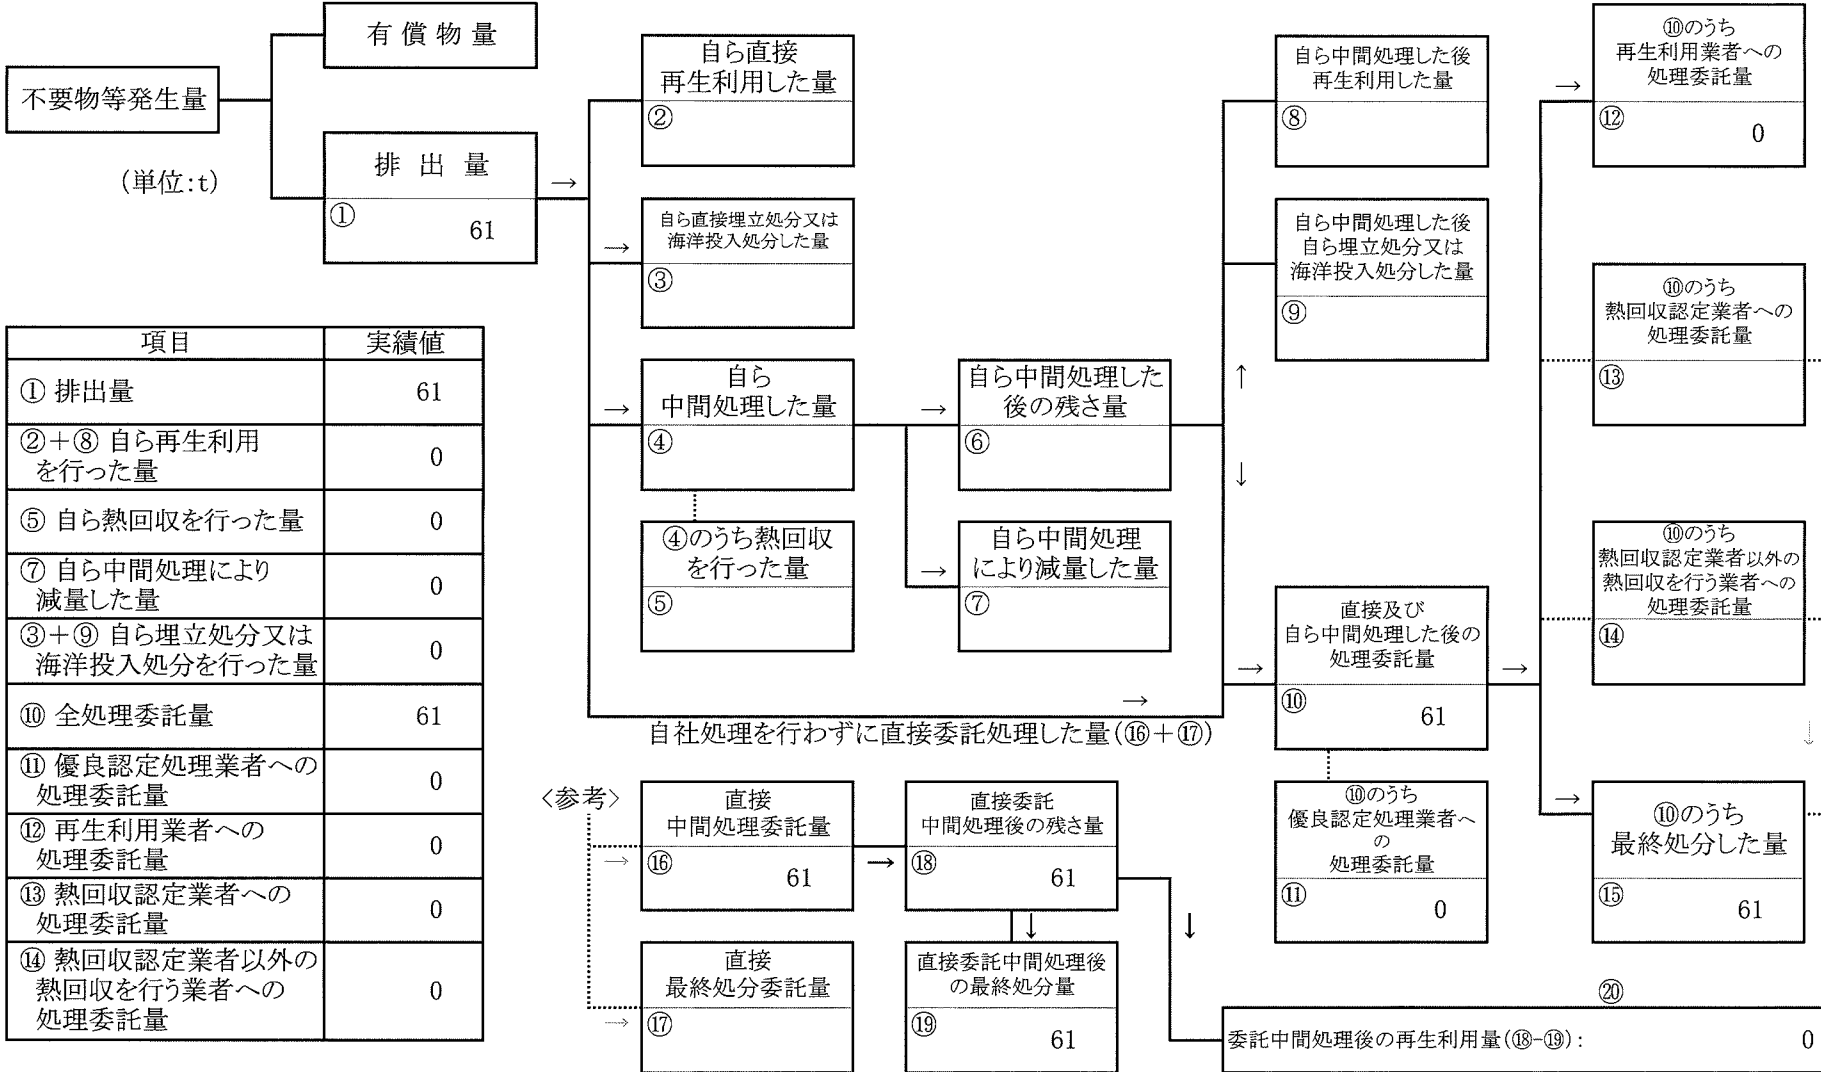 不要物等発生量
(単位:t)
有償物量
排出量
①
61
→
自ら直接
再生利用した量
②
→
自ら直接埋立処分又は
海洋投入処分した量
③
→
自ら
中間処理した量
④
④のうち熱回収
を行った量
⑤
→
自ら中間処理した
後の残さ量
⑥
→
自ら中間処理
により減量した量
⑦
↑
↓
自ら中間処理した後
再生利用した量
⑧
自ら中間処理した後
自ら埋立処分又は
海洋投入処分した量
⑨
→
自社処理を行わずに直接委託処理した量(⑯+⑰)
→
直接及び
自ら中間処理した後の
処理委託量
⑩
61
⑩のうち
優良認定処理業者へ
の
処理委託量
⑪
0
→
→
⑩のうち
再生利用業者への
処理委託量
⑫
0
⑩のうち
熱回収認定業者への
処理委託量
⑬
⑩のうち
熱回収認定業者以外の
熱回収を行う業者への
処理委託量
⑭
↓
→
⑩のうち
最終処分した量
⑮
61
項目 実績値
① 排出量 61
②+⑧ 自ら再生利用
を行った量 0
⑤ 自ら熱回収を行った量 0
⑦ 自ら中間処理により
減量した量 0
③+⑨ 自ら埋立処分又は
海洋投入処分を行った量 0
⑩ 全処理委託量 61
⑪ 優良認定処理業者への
処理委託量 0
⑫ 再生利用業者への
処理委託量 0
⑬ 熱回収認定業者への
処理委託量 0
⑭ 熱回収認定業者以外の
熱回収を行う業者への
処理委託量 0
〈参考〉
→
直接
中間処理委託量
⑯
61
→
直接委託
中間処理後の残さ量
⑱
61
→
直接
最終処分委託量
⑰
↓
直接委託中間処理後
の最終処分量
⑲
61
↓
⑳
委託中間処理後の再生利用量(⑱-⑲): 0